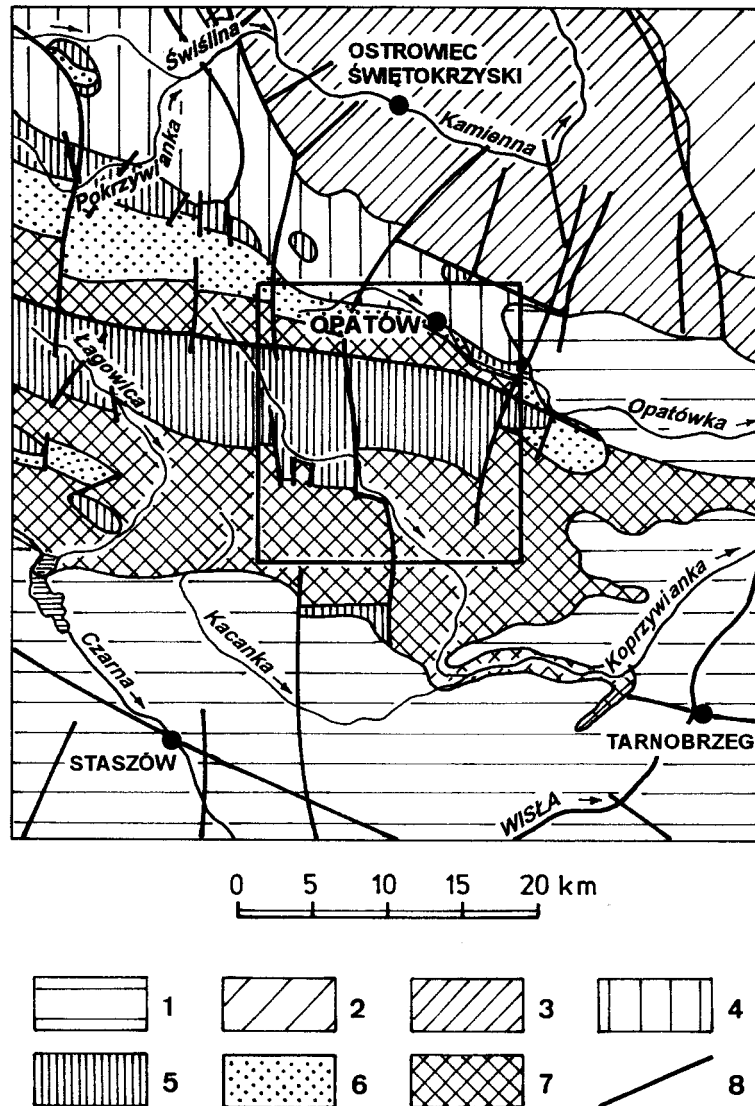 Świślina
OSTROWIEC
ŚWIĘTOKRZYSKI
Kamienna
Pokrzywianka
OPATÓW
Łagowica
Opatówka
Koprzywianka
Kacanka
Czarna
TARNOBRZEG
STASZÓW
WISŁA
0 5 10 15 20 km
1 2 3 4
5 6 7 8